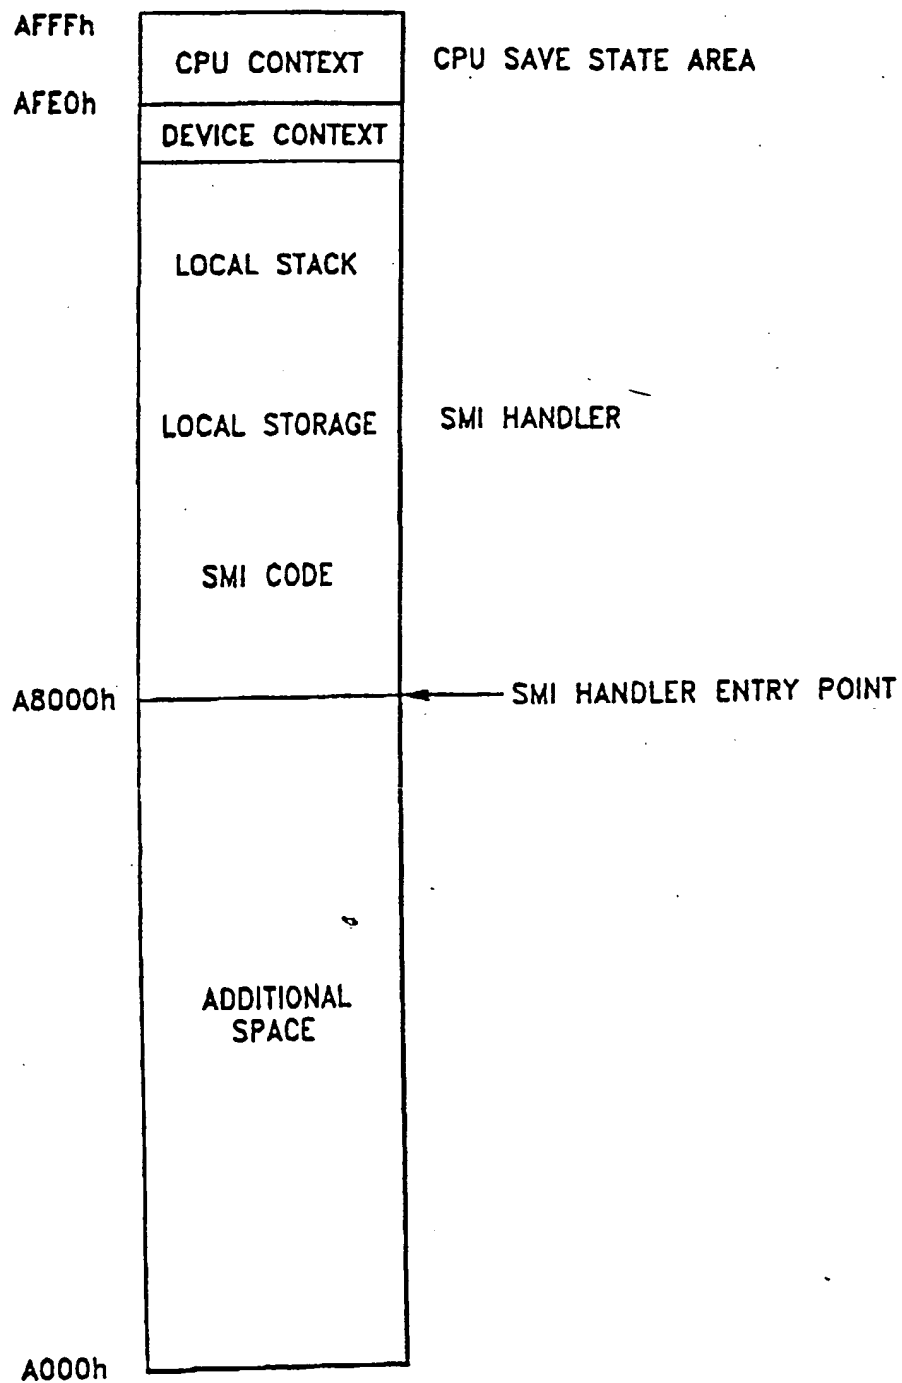 AFFFh
CPU CONTEXT
CPU SAVE STATE AREA
AFE0h
DEVICE CONTEXT
LOCAL STACK
LOCAL STORAGE
SMI HANDLER
SMI CODE
A8000h
SMI HANDLER ENTRY POINT
ADDITIONAL
SPACE
A000h